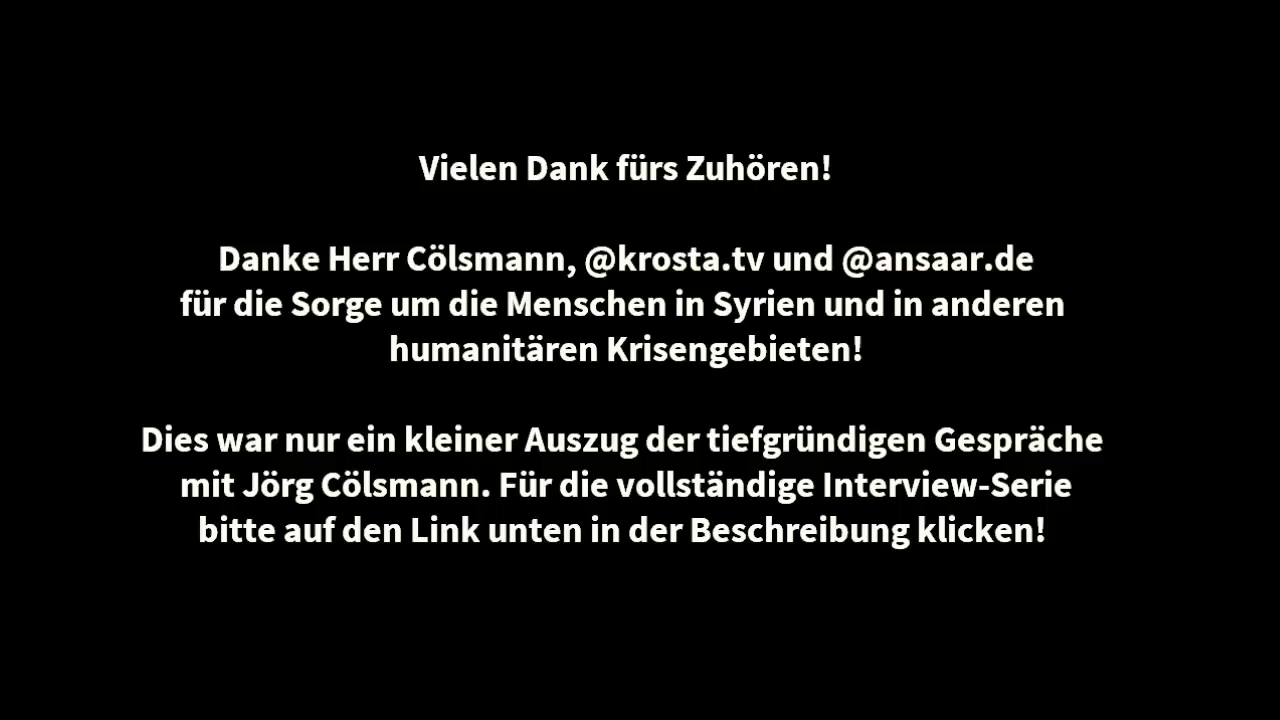 Vielen Dank fürs Zuhören!
Danke Herr Cölsmann, @krosta.tv und @ansaar.de
für die Sorge um die Menschen in Syrien und in anderen
humanitären Krisengebieten!
Dies war nur ein kleiner Auszug der tiefgründigen Gespräche
mit Jörg Cölsmann. Für die vollständige Interview-Serie
bitte auf den Link unten in der Beschreibung klicken!